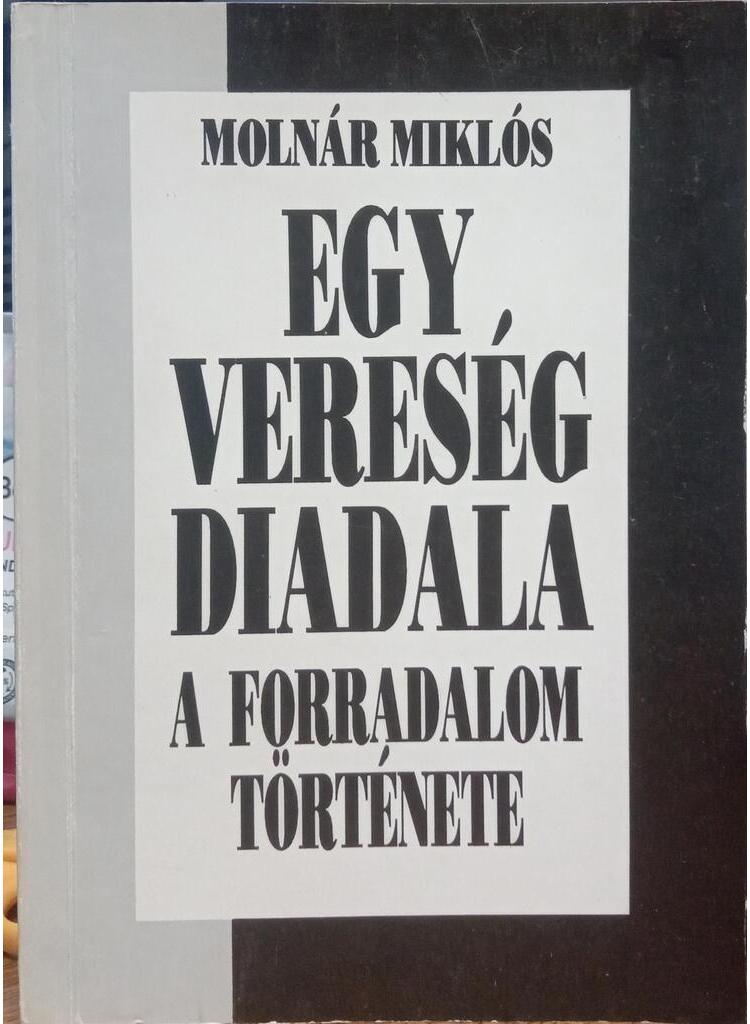 MOLNÁR MIKLÓS
EGY
VERESÉG
DIADALA
A FORRADALOM
TÖRTÉNETE